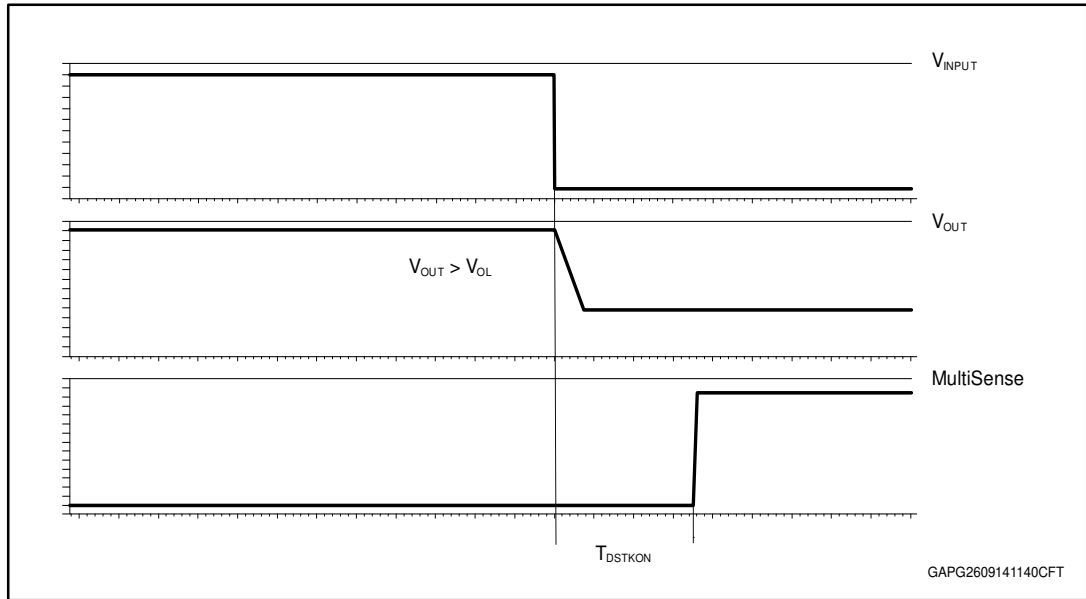 V_INPUT
V_OUT
V_OUT > V_OL
MultiSense
T_DSTKON
GAPG2609141140CFT